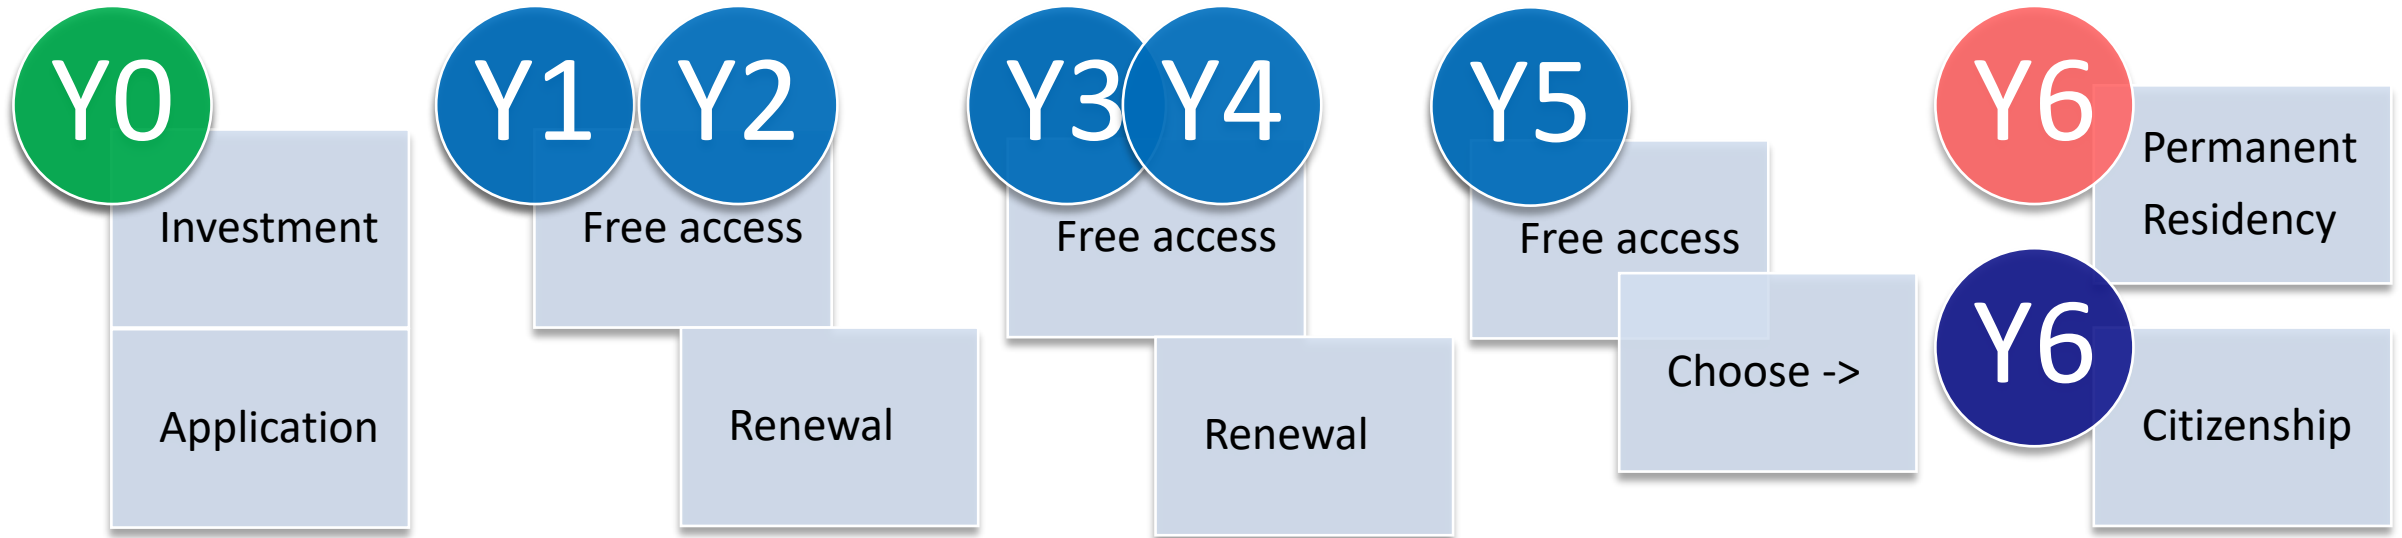 Y0
Investment
Application
Y1
Y2
Free access
Renewal
Y3
Y4
Free access
Renewal
Y5
Free access
Choose ->
Y6
Permanent
Residency
Y6
Citizenship